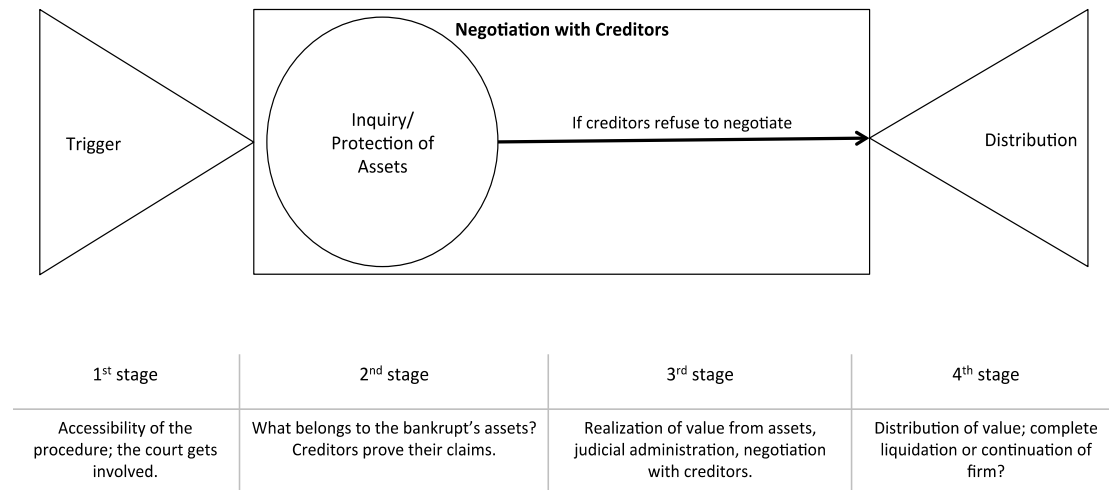 Negotiation with Creditors
Trigger
Inquiry/
Protection of
Assets
If creditors refuse to negotiate
Distribution
1st stage
2nd stage
3rd stage
4th stage
Accessibility of the
procedure; the court gets
involved.
What belongs to the bankrupt's assets?
Creditors prove their claims.
Realization of value from assets,
judicial administration, negotiation
with creditors.
Distribution of value; complete
liquidation or continuation of
firm?